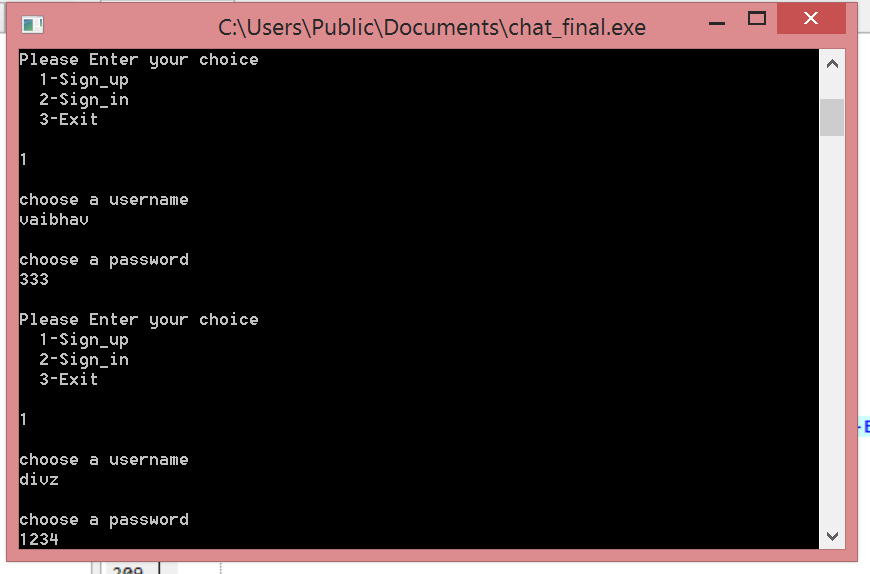 C:\Users\Public\Documents\chat_final.exe
Please Enter your choice
1-Sign_up
2-Sign_in
3-Exit
1
choose a username
vaibhav
choose a password
333
Please Enter your choice
1-Sign_up
2-Sign_in
3-Exit
1
choose a username
divz
choose a password
1234